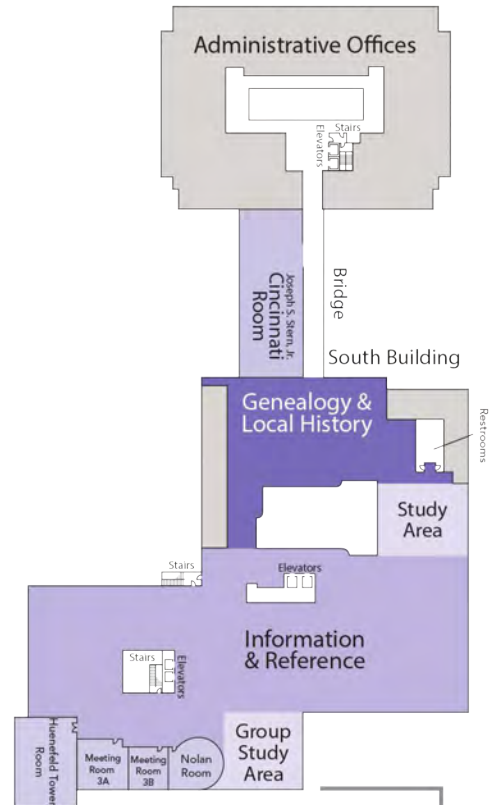 Administrative Offices
Stairs
Elevators
Joseph S. Stern, Jr.
Cincinnati
Room
Bridge
South Building
Genealogy &
Local History
Restrooms
Study
Area
Stairs
Elevators
Information
& Reference
Stairs
Elevators
Huenefeld Tower
Room
Meeting
Room
3A
Meeting
Room
3B
Nolan
Room
Group
Study
Area